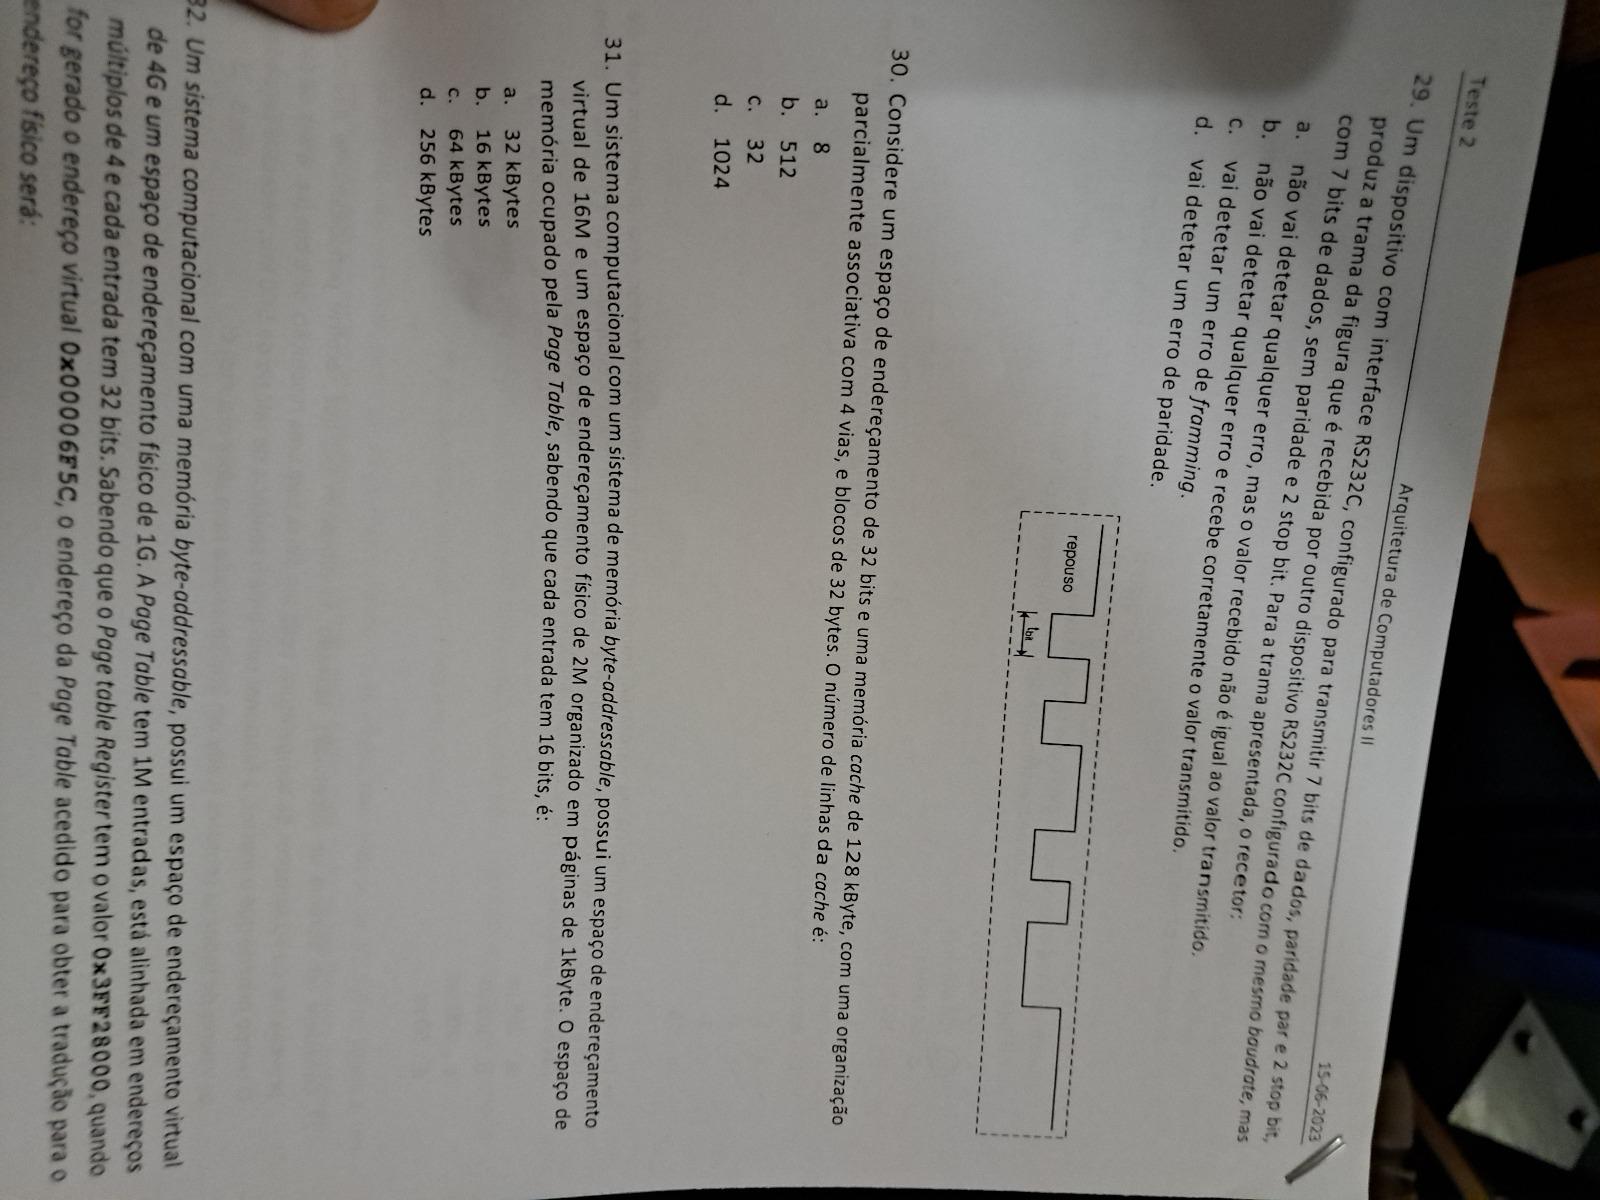 Teste 2
Arquitetura de Computadores II
15-06-2023
29. Um dispositivo com interface RS232C, configurado para transmitir 7 bits de dados, paridade par e 2 stop bit,
produz a trama da figura que é recebida por outro dispositivo RS232C configurado com o mesmo baudrate, mas
com 7 bits de dados, sem paridade e 2 stop bit. Para a trama apresentada, o recetor:
a. não vai detetar qualquer erro, mas o valor recebido não é igual ao valor transmitido.
b. não vai detetar qualquer erro e recebe corretamente o valor transmitido.
c. vai detetar um erro de framming.
d. vai detetar um erro de paridade.
repouso
tbit
30. Considere um espaço de endereçamento de 32 bits e uma memória cache de 128 kByte, com uma organização
parcialmente associativa com 4 vias, e blocos de 32 bytes. O número de linhas da cache é:
a. 8
b. 512
c. 32
d. 1024
31. Um sistema computacional com um sistema de memória byte-addressable, possui um espaço de endereçamento
virtual de 16M e um espaço de endereçamento físico de 2M organizado em páginas de 1kByte. O espaço de
memória ocupado pela Page Table, sabendo que cada entrada tem 16 bits, é:
a. 32 kBytes
b. 16 kBytes
c. 64 kBytes
d. 256 kBytes
32. Um sistema computacional com uma memória byte-addressable, possui um espaço de endereçamento virtual
de 4G e um espaço de endereçamento físico de 1G. A Page Table tem 1M entradas, está alinhada em endereços
múltiplos de 4 e cada entrada tem 32 bits. Sabendo que o Page table Register tem o valor 0x3FF28000, quando
for gerado o endereço virtual 0x00006F5C, o endereço da Page Table acedido para obter a tradução para o
endereço físico será: